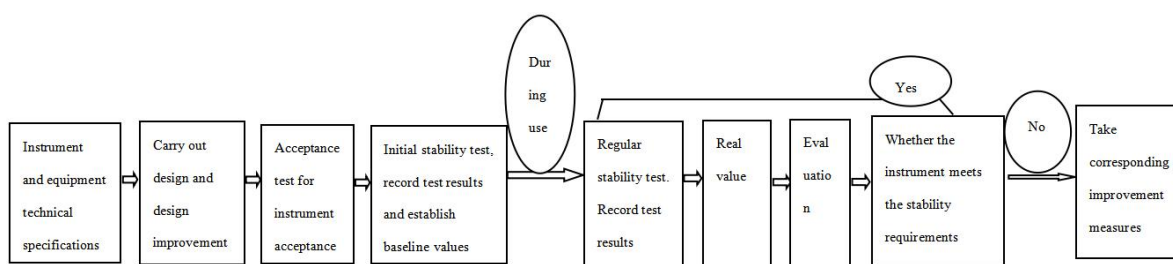 Instrument
and equipment
technical
specifications
Carry out
design and
design
improvement
Acceptance
test for
instrument
acceptance
Initial stability test,
record test results
and establish
baseline values
Dur
ing
use
Regular
stability test.
Record test
results
Real
value
Eval
uatio
n
Yes
Whether the
instrument meets
the stability
requirements
No
Take
corresponding
improvement
measures